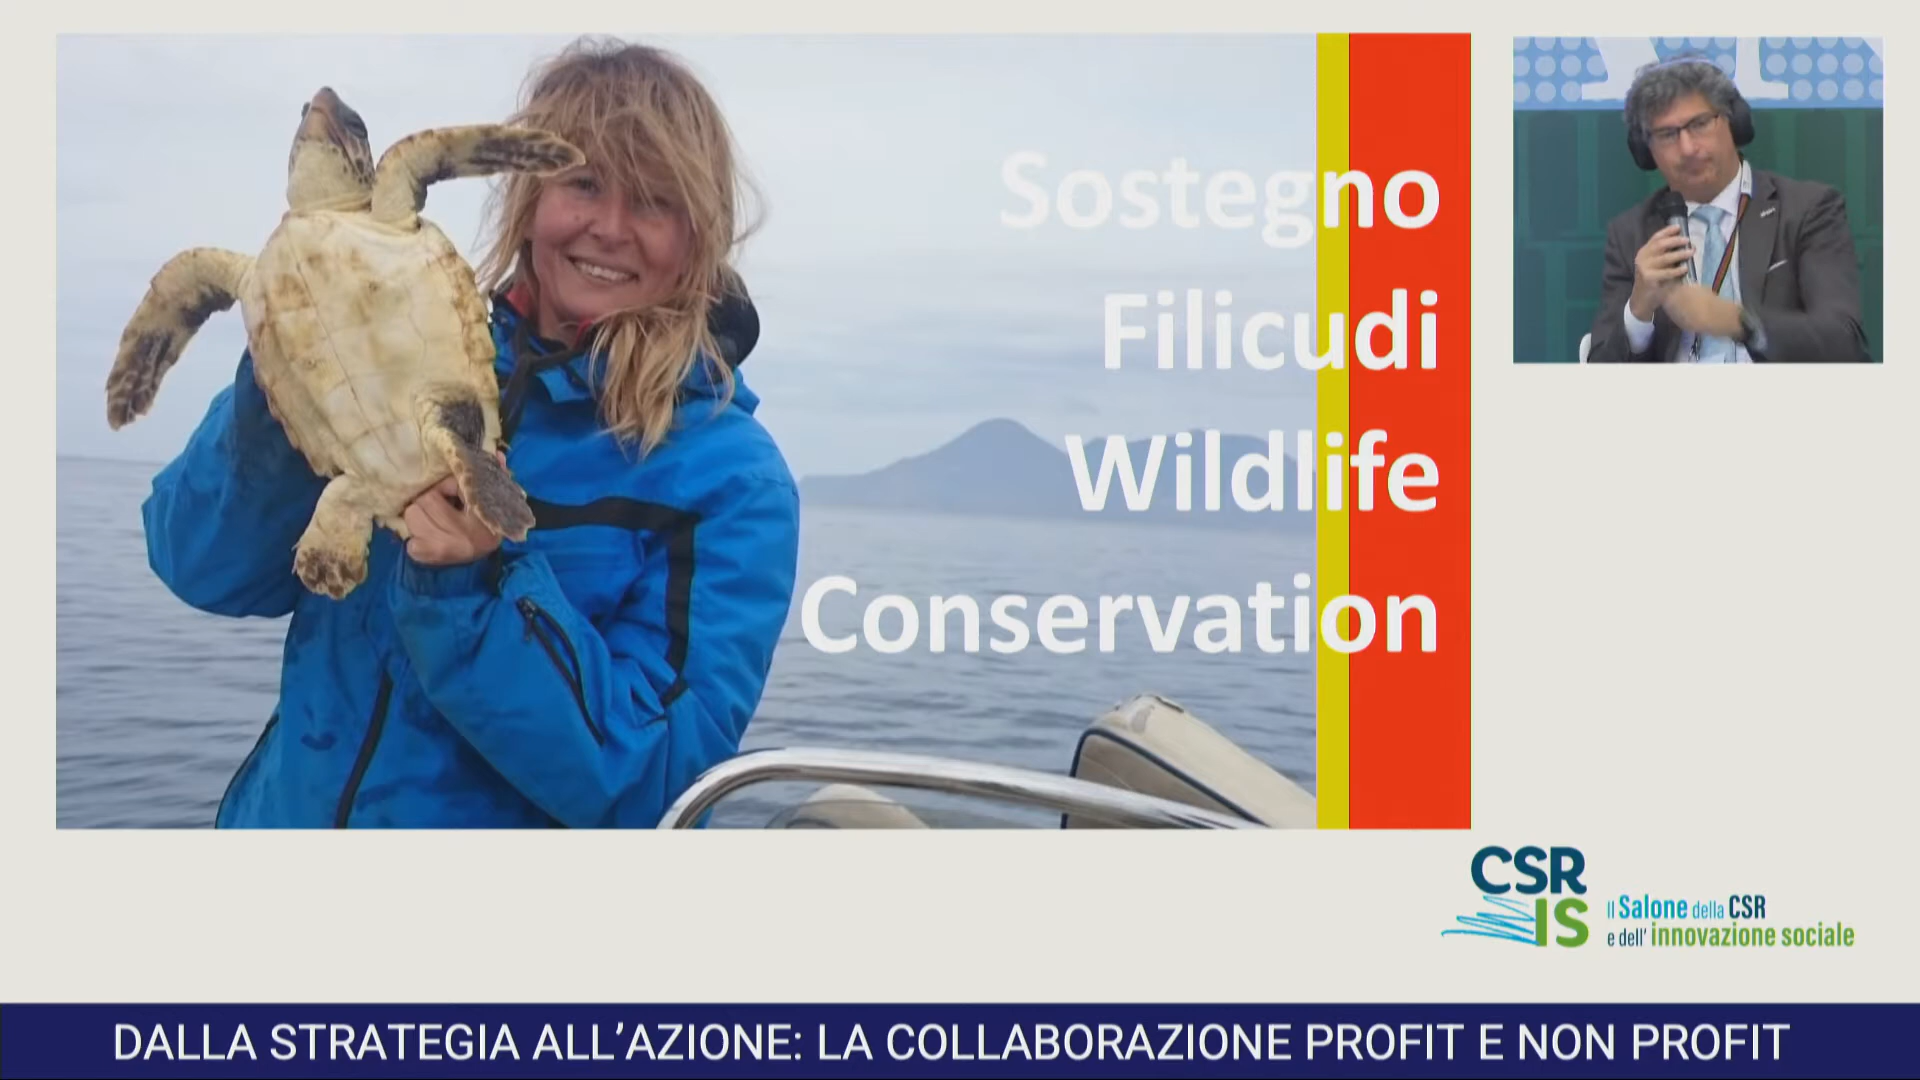 Sostegno
Filicudi
Wildlife
Conservation
CSR
IS
Il Salone della CSR
e dell' innovazione sociale
DALLA STRATEGIA ALL’AZIONE: LA COLLABORAZIONE PROFIT E NON PROFIT